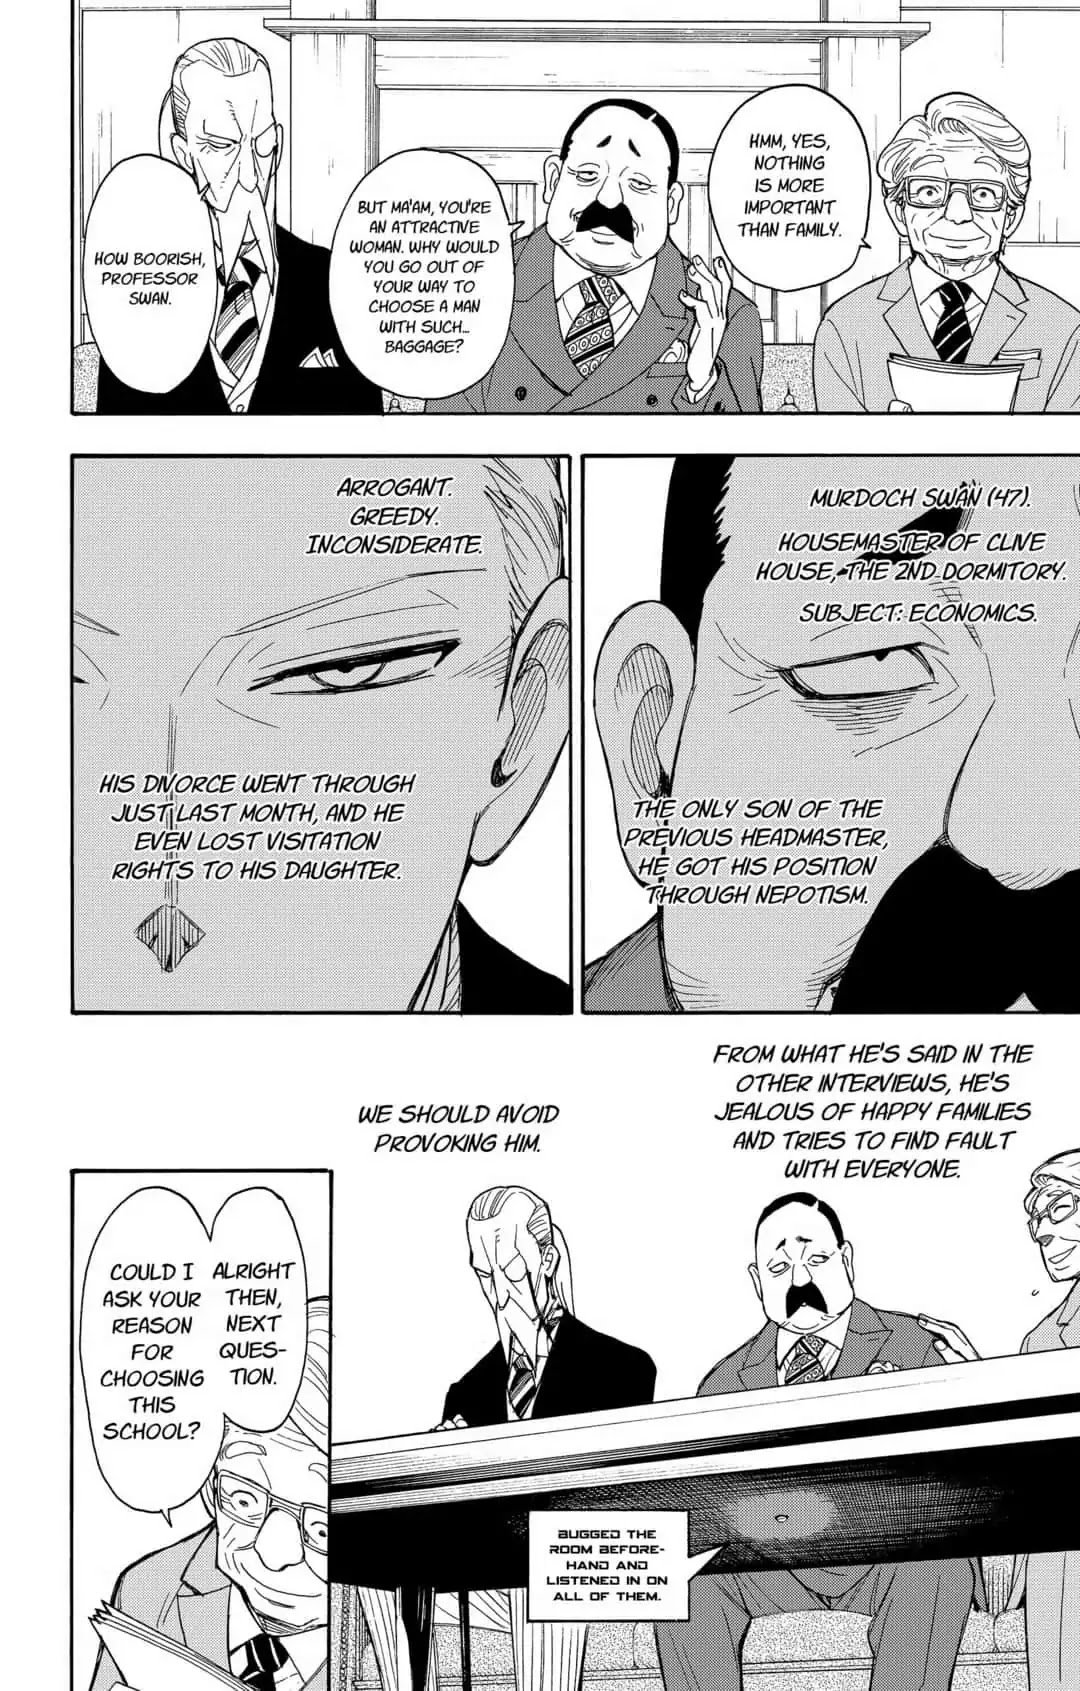 HMM, YES,
NOTHING
IS MORE
IMPORTANT
THAN FAMILY.
BUT MA'AM, YOU'RE
AN ATTRACTIVE
WOMAN. WHY WOULD
YOU GO OUT OF
YOUR WAY TO
CHOOSE A MAN
WITH SUCH...
BAGGAGE?
HOW BOORISH,
PROFESSOR
SWAN.
MURDOCH SWAN (47).
HOUSEMASTER OF CLIVE
HOUSE, THE 2ND DORMITORY.
SUBJECT: ECONOMICS.
THE ONLY SON OF THE
PREVIOUS HEADMASTER,
HE GOT HIS POSITION
THROUGH NEPOTISM.
ARROGANT.
GREEDY.
INCONSIDERATE.
HIS DIVORCE WENT THROUGH
JUST LAST MONTH, AND HE
EVEN LOST VISITATION
RIGHTS TO HIS DAUGHTER.
FROM WHAT HE'S SAID IN THE
OTHER INTERVIEWS, HE'S
JEALOUS OF HAPPY FAMILIES
AND TRIES TO FIND FAULT
WITH EVERYONE.
WE SHOULD AVOID
PROVOKING HIM.
BUGGED THE
ROOM BEFORE-
HAND AND
LISTENED IN ON
ALL OF THEM.
ALRIGHT
THEN,
NEXT
QUES-
TION.
COULD I
ASK YOUR
REASON
FOR
CHOOSING
THIS
SCHOOL?